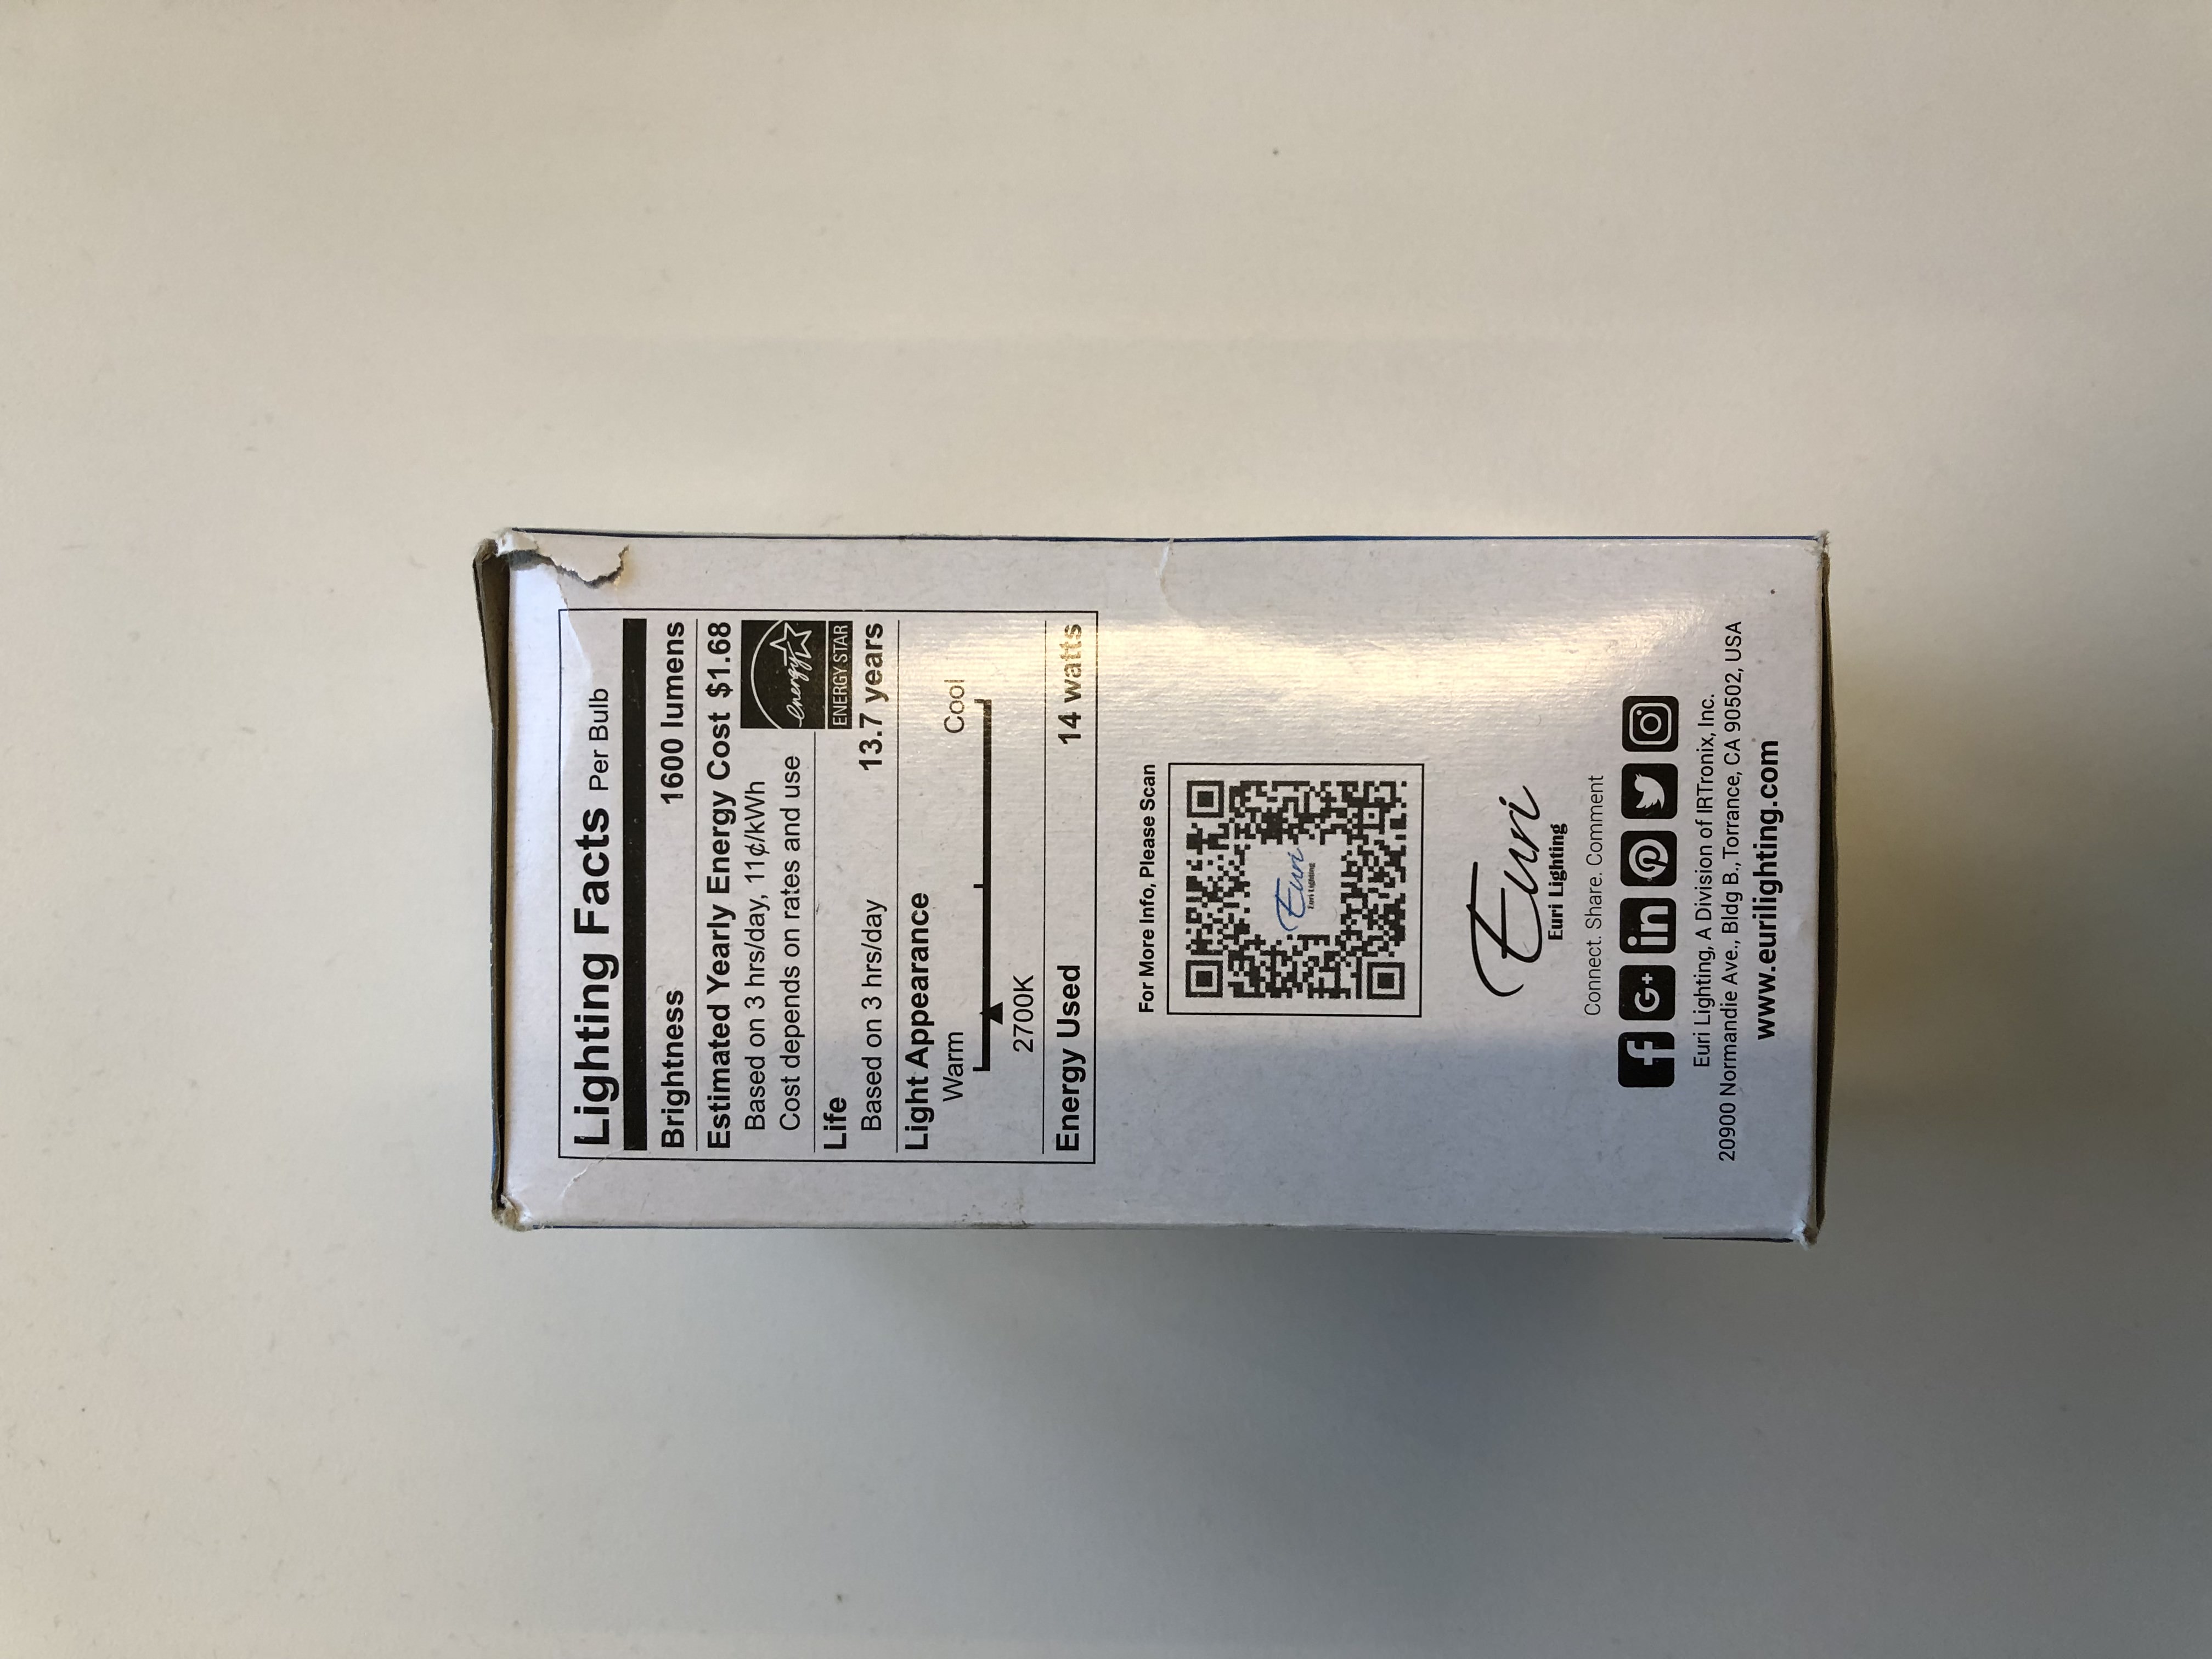 Lighting Facts Per Bulb
Brightness 1600 lumens
Estimated Yearly Energy Cost $1.68
Based on 3 hrs/day, 11¢/kWh
Cost depends on rates and use
energy
ENERGY STAR
Life
Based on 3 hrs/day 13.7 years
Light Appearance
Warm Cool
2700K
Energy Used 14 watts
For More Info, Please Scan
Euri
Euri Lighting
Euri
Euri Lighting
Connect. Share. Comment
f G+ in
Euri Lighting, A Division of IRTronix, Inc.
20900 Normandie Ave., Bldg B., Torrance, CA 90502, USA
www.eurilighting.com